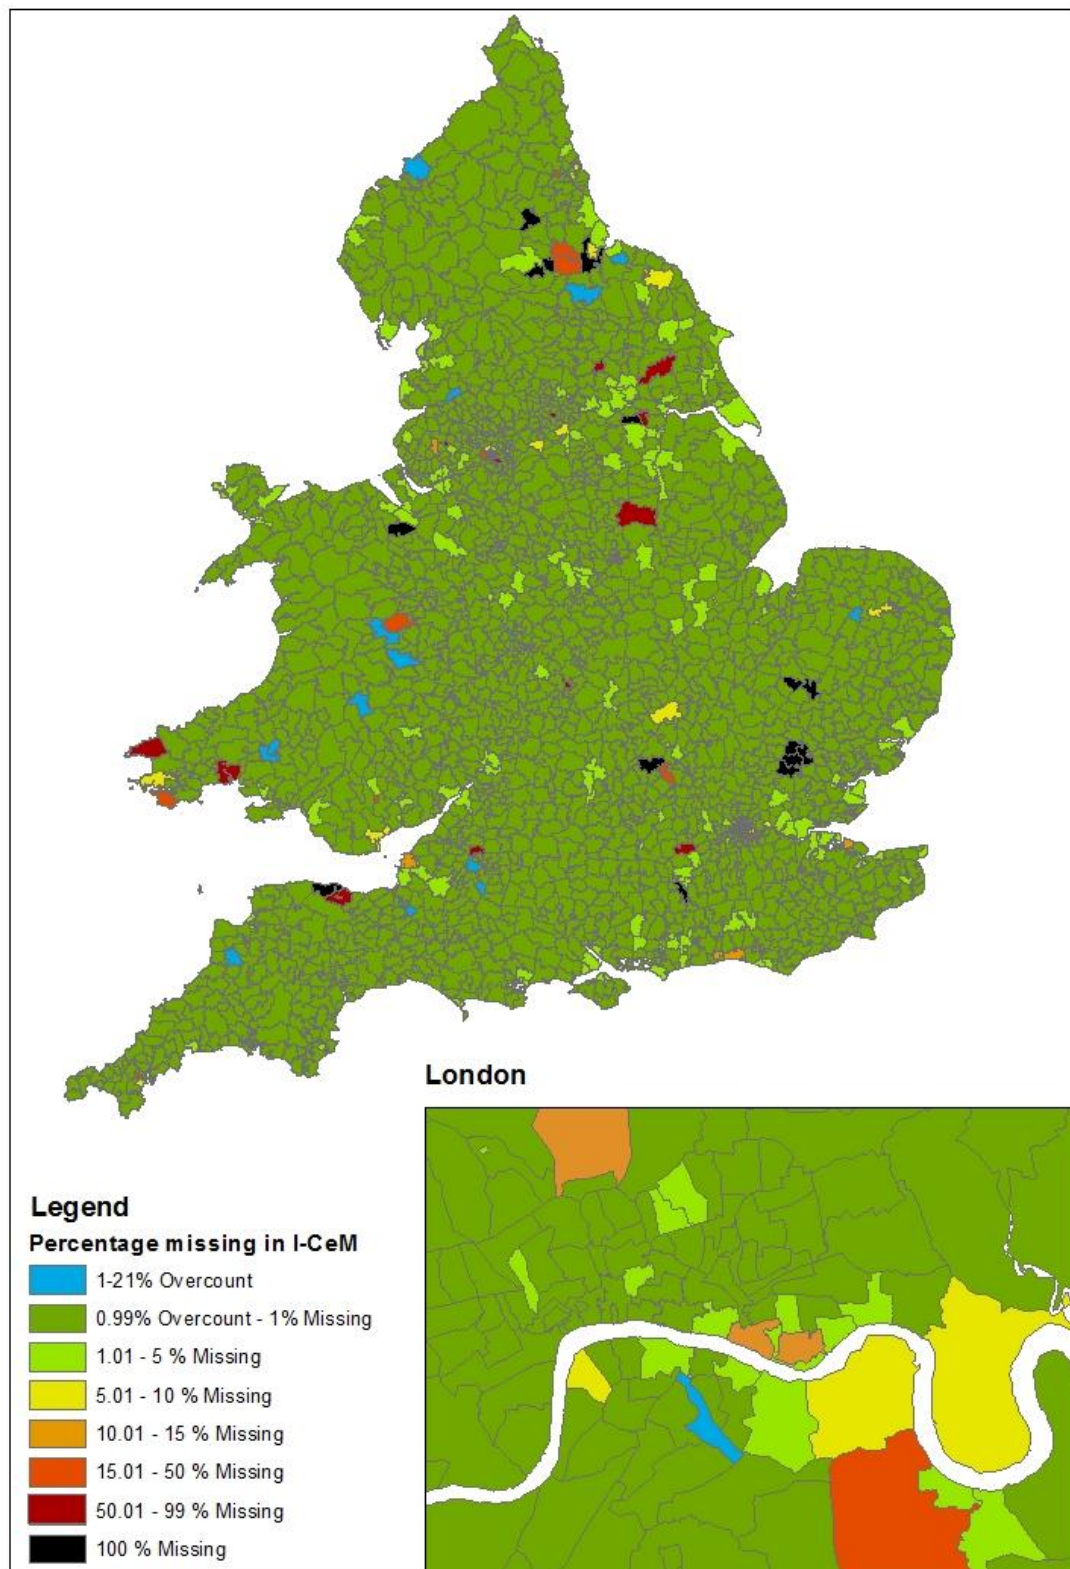 London
Legend
Percentage missing in I-CeM
1-21% Overcount
0.99% Overcount - 1% Missing
1.01 - 5 % Missing
5.01 - 10 % Missing
10.01 - 15 % Missing
15.01 - 50 % Missing
50.01 - 99 % Missing
100 % Missing